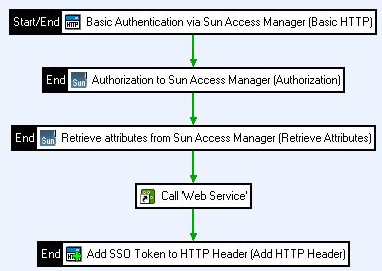 Start/End HTTP Basic Authentication via Sun Access Manager (Basic HTTP)
End Sun Authorization to Sun Access Manager (Authorization)
End Sun Retrieve attributes from Sun Access Manager (Retrieve Attributes)
Call 'Web Service'
End Add SSO Token to HTTP Header (Add HTTP Header)